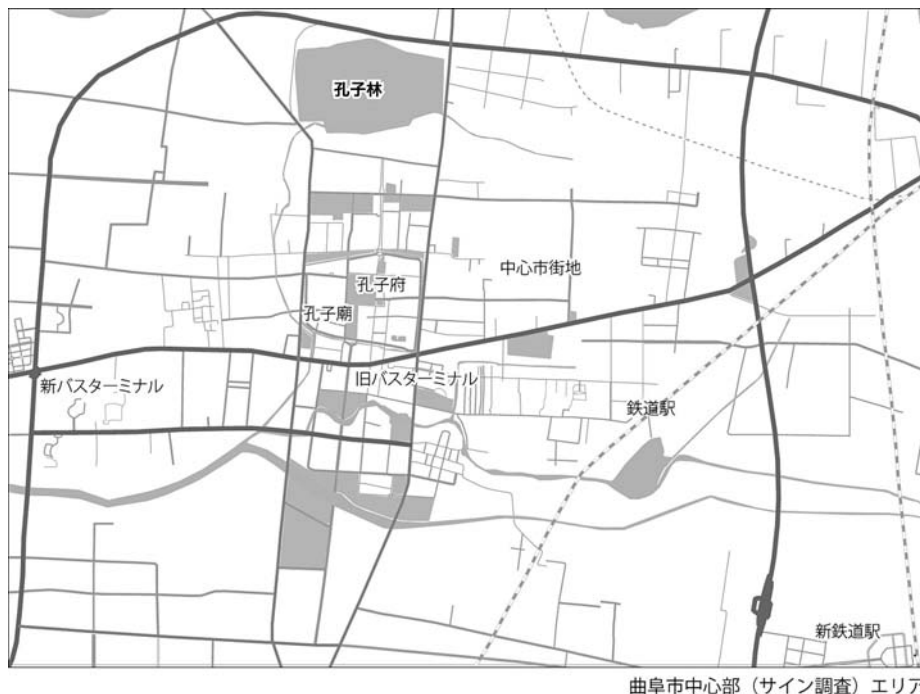 孔子林
中心市街地
孔子府
孔子廟
旧バスターミナル
新バスターミナル
鉄道駅
新鉄道駅
曲阜市中心部（サイン調査）エリア